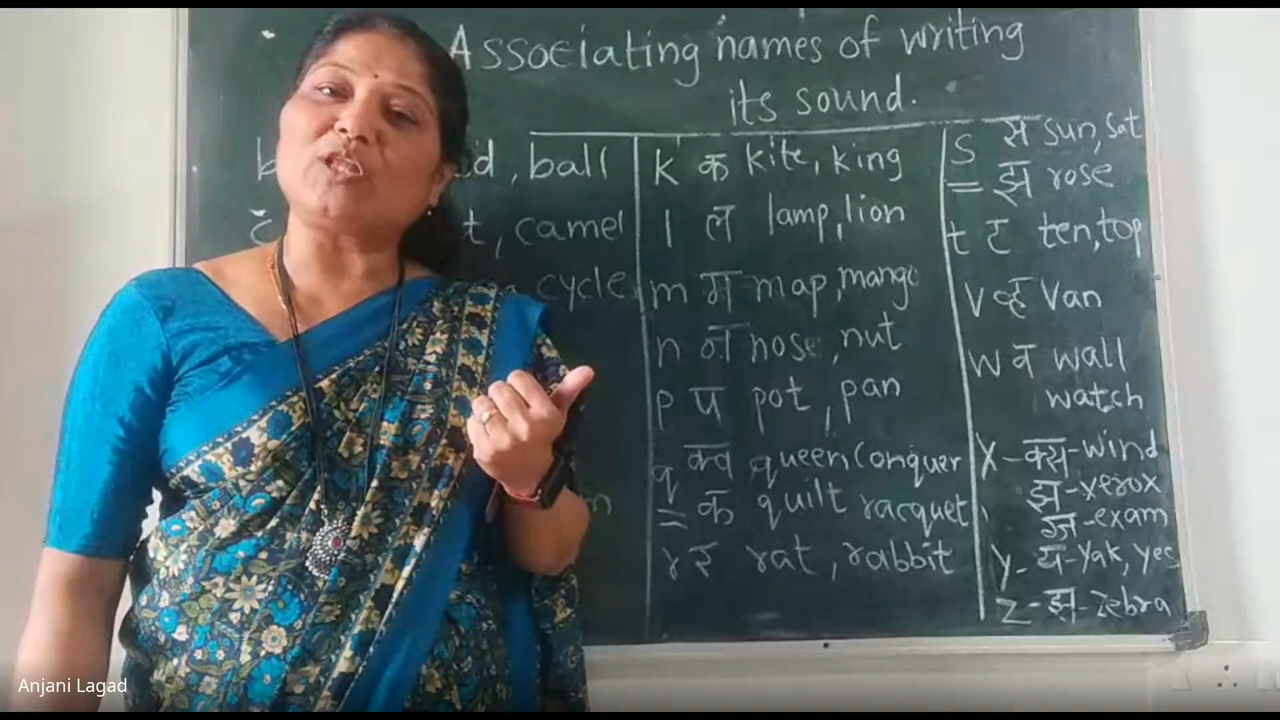 Associating names of writing
its sound.
b d, ball
c t, camel
cycle
k क kite, king
l ल lamp, lion
m म map, mango
n न nose, nut
p प pot, pan
q क्व queen conquer
क quilt racquet
r र rat, rabbit
s स sun, sat
झ rose
t ट ten, top
v व्ह van
w व wall
watch
x - क्स - wind
झ - xerox
ग्ज - exam
y - य - yak, yes
z - झ - zebra
Anjani Lagad